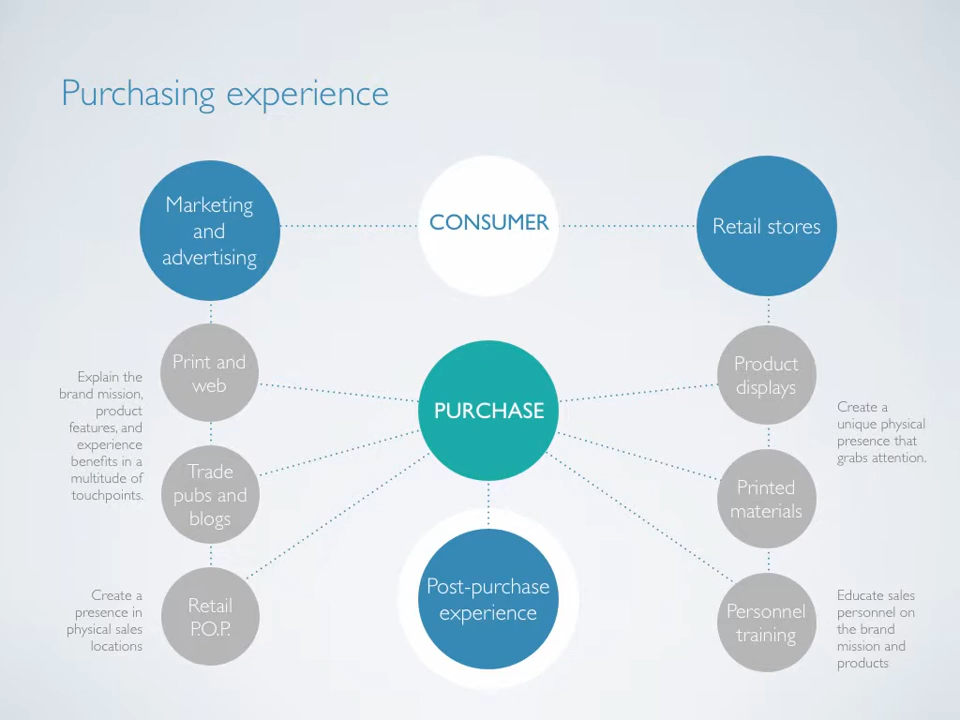 Purchasing experience
Marketing
and
advertising
CONSUMER
Retail stores
Print and
web
Explain the
brand mission,
product
features, and
experience
benefits in a
multitude of
touchpoints.
Trade
pubs and
blogs
Retail
P.O.P.
Create a
presence in
physical sales
locations
PURCHASE
Post-purchase
experience
Product
displays
Create a
unique physical
presence that
grabs attention.
Printed
materials
Personnel
training
Educate sales
personnel on
the brand
mission and
products